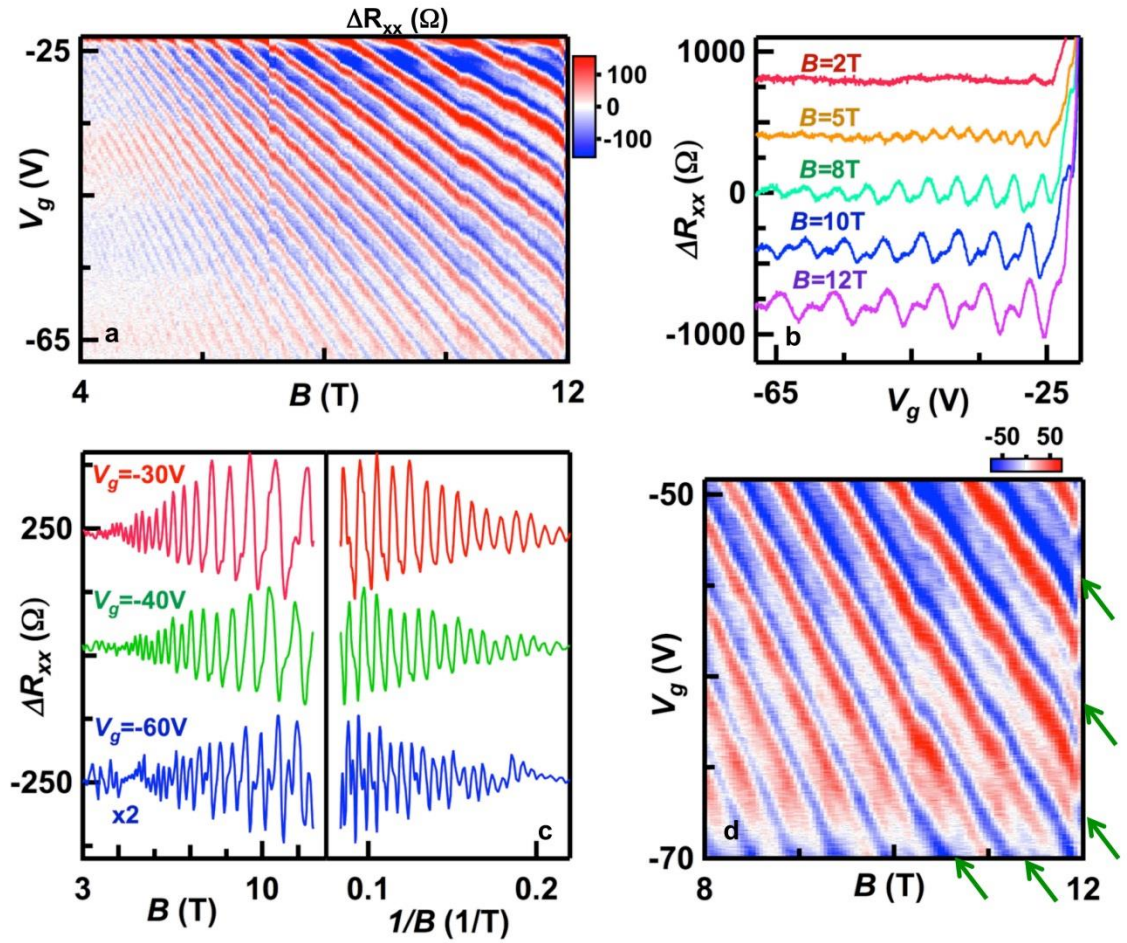 ΔRxx (Ω)
-25
-65
Vg (V)
100
0
-100
a
4
12
B (T)
1000
0
-1000
ΔRxx (Ω)
B=2T
B=5T
B=8T
B=10T
B=12T
b
-65
-25
Vg (V)
Vg=-30V
Vg=-40V
Vg=-60V
x2
250
-250
ΔRxx (Ω)
c
3
10
0.1
0.2
B (T)
1/B (1/T)
-50
50
-50
-70
Vg (V)
d
8
12
B (T)